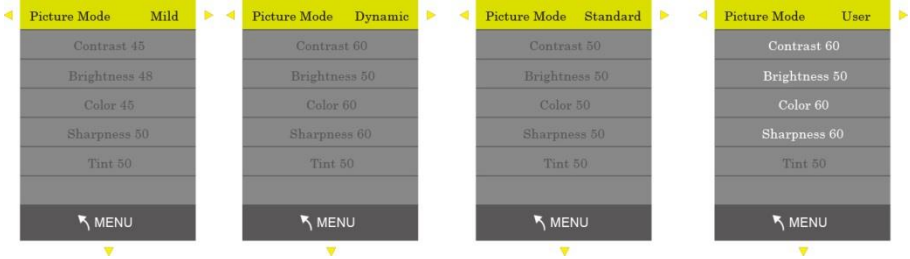 Picture Mode Mild
Contrast 45
Brightness 48
Color 45
Sharpness 50
Tint 50
MENU
Picture Mode Dynamic
Contrast 60
Brightness 50
Color 60
Sharpness 60
Tint 50
MENU
Picture Mode Standard
Contrast 50
Brightness 50
Color 50
Sharpness 50
Tint 50
MENU
Picture Mode User
Contrast 60
Brightness 50
Color 60
Sharpness 60
Tint 50
MENU